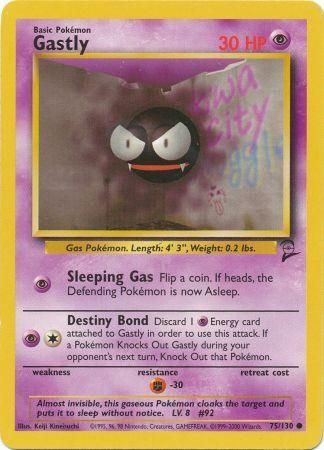 Basic Pokémon
Gastly
30 HP
Gas Pokémon. Length: 4' 3", Weight: 0.2 lbs.
Sleeping Gas Flip a coin. If heads, the
Defending Pokémon is now Asleep.
Destiny Bond Discard 1 Energy card
attached to Gastly in order to use this attack. If
a Pokémon Knocks Out Gastly during your
opponent's next turn, Knock Out that Pokémon.
weakness
resistance
retreat cost
-30
Almost invisible, this gaseous Pokémon cloaks the target and
puts it to sleep without notice. LV. 8 #92
Illus. Keiji Kinebuchi
©1995, 96, 98 Nintendo, Creatures, GAMEFREAK. ©1999-2000 Wizards.
75/130